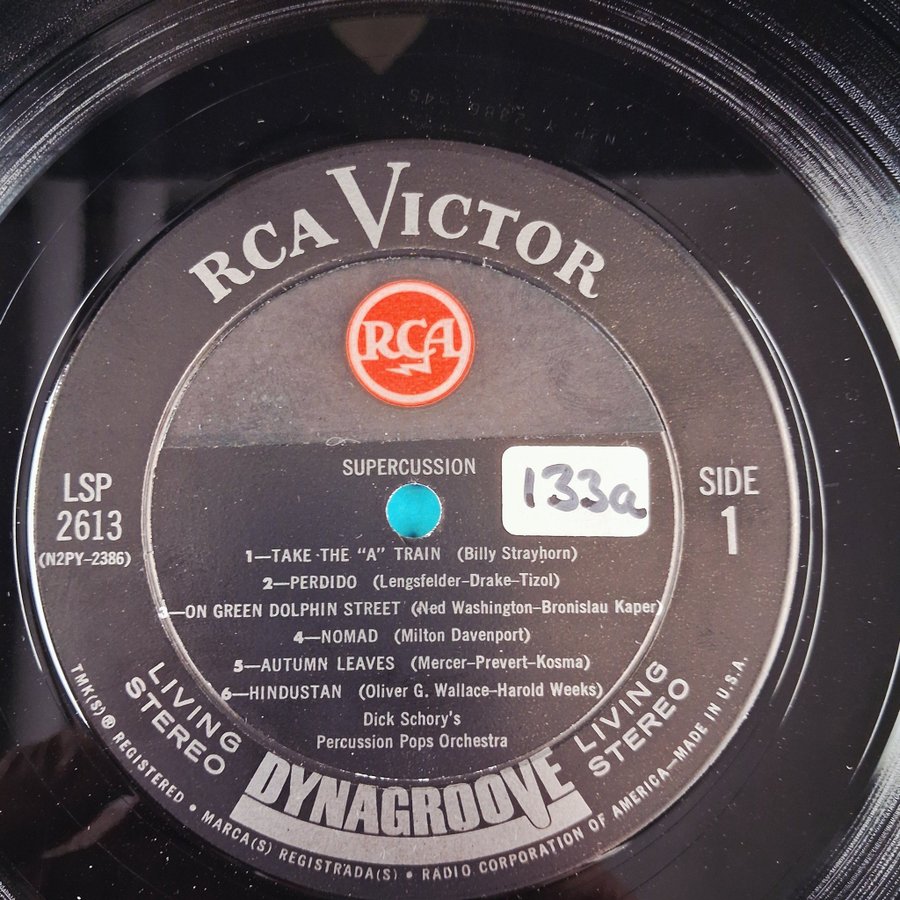 RCA VICTOR
RCA
SUPERCUSSION
133a
LSP
2613
(N2PY–2386)
SIDE
1
1—TAKE THE "A" TRAIN (Billy Strayhorn)
2—PERDIDO (Lengsfelder–Drake–Tizol)
3—ON GREEN DOLPHIN STREET (Ned Washington–Bronislau Kaper)
4—NOMAD (Milton Davenport)
5—AUTUMN LEAVES (Mercer–Prevert–Kosma)
6—HINDUSTAN (Oliver G. Wallace–Harold Weeks)
Dick Schory's
Percussion Pops Orchestra
LIVING
STEREO
DYNAGROOVE
LIVING
STEREO
TMK(S) ® REGISTERED • MARCA(S) REGISTRADA(S) • RADIO CORPORATION OF AMERICA—MADE IN U.S.A.